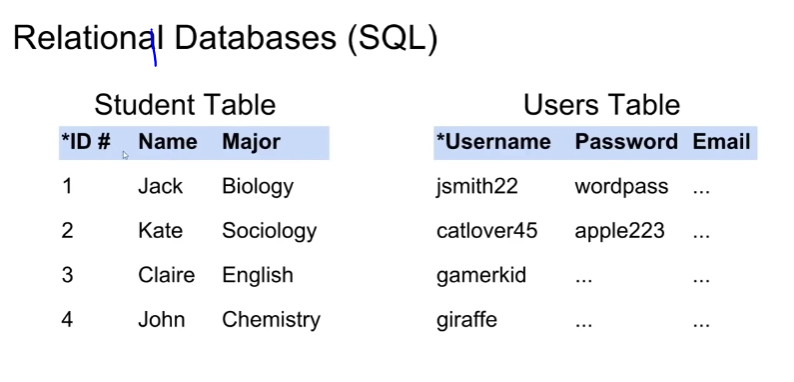 Relational Databases (SQL)
Student Table
*ID # Name Major
1 Jack Biology
2 Kate Sociology
3 Claire English
4 John Chemistry
Users Table
*Username Password Email
jsmith22 wordpass ...
catlover45 apple223 ...
gamerkid ... ...
giraffe ... ...